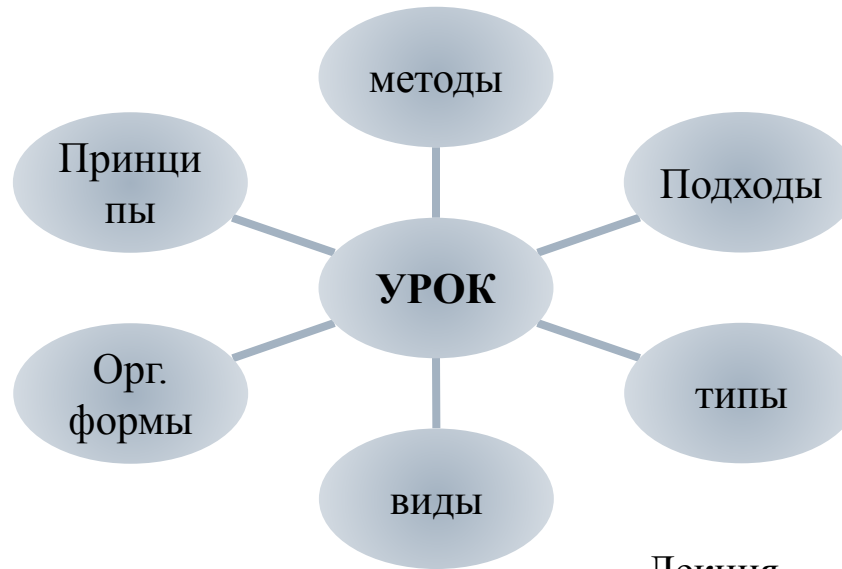 методы
Принци
пы
Подходы
УРОК
Орг.
формы
типы
виды